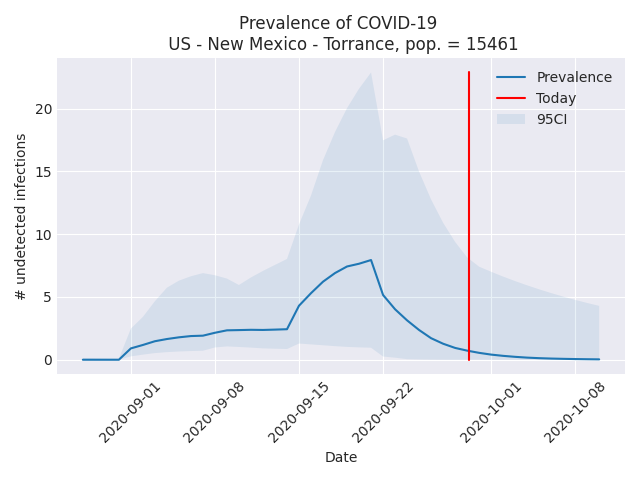 Prevalence of COVID-19
US - New Mexico - Torrance, pop. = 15461
Prevalence
Today
95CI
# undetected infections
20
15
10
5
0
2020-09-01
2020-09-08
2020-09-15
2020-09-22
2020-10-01
2020-10-08
Date